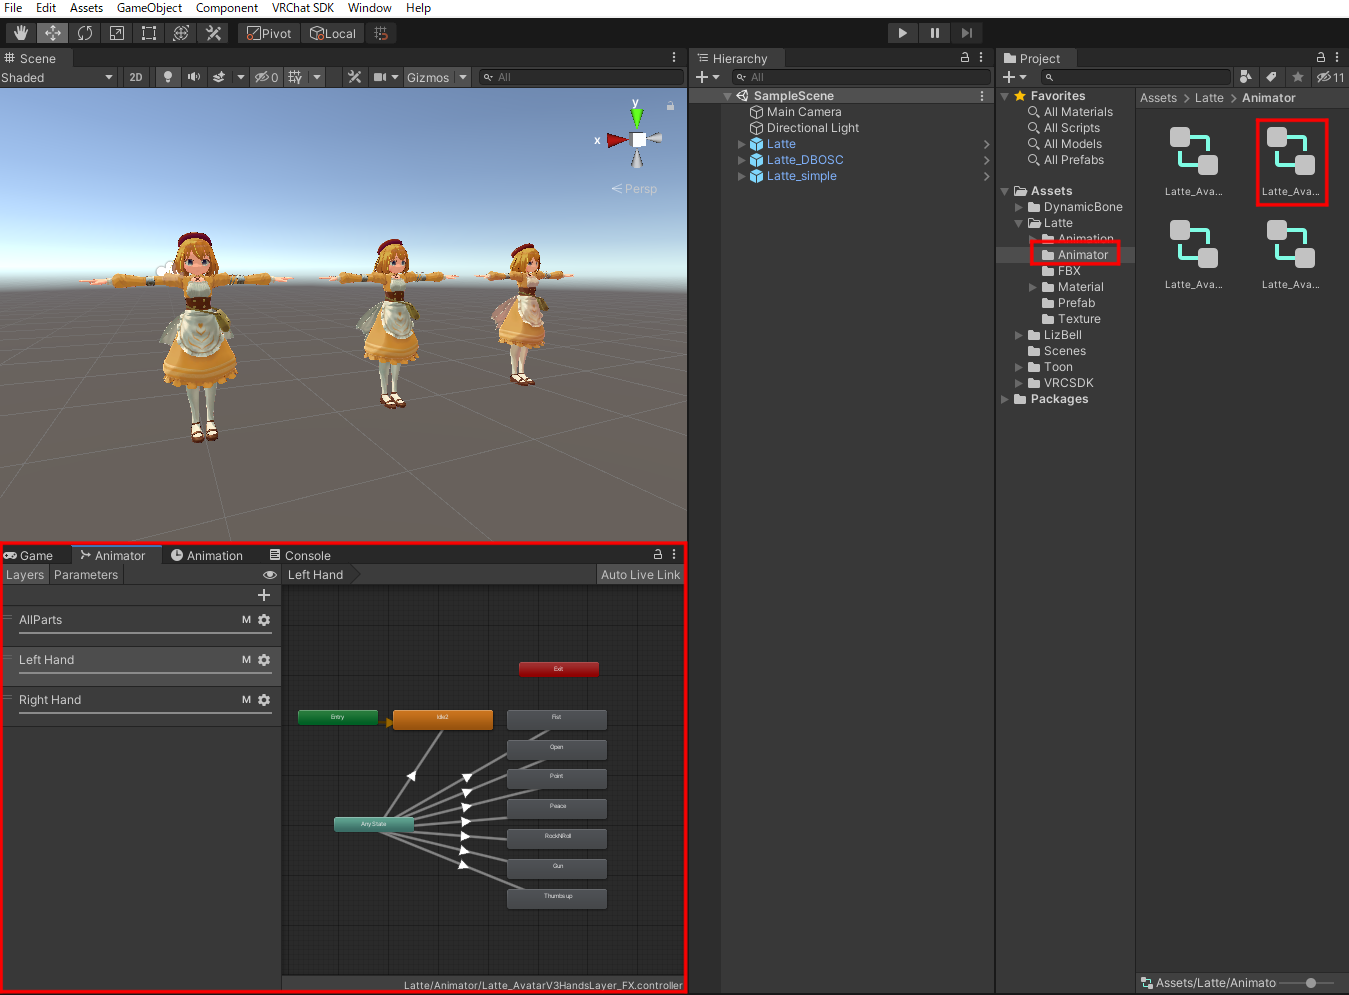 File Edit Assets GameObject Component VRChat SDK Window Help
Pivot Local
Scene
Shaded 2D 0 Gizmos All
y
x
Persp
Hierarchy
All
SampleScene
Main Camera
Directional Light
Latte
Latte_DBOSC
Latte_simple
Project
11
Favorites
All Materials
All Scripts
All Models
All Prefabs
Assets
DynamicBone
Latte
Animation
Animator
FBX
Material
Prefab
Texture
LizBell
Scenes
Toon
VRCSDK
Packages
Assets > Latte > Animator
Latte_Ava... Latte_Ava...
Latte_Ava... Latte_Ava...
Assets/Latte/Animato
Game Animator Animation Console
Layers Parameters
Left Hand
Auto Live Link
AllParts M
Left Hand M
Right Hand M
Exit
Entry
Idle2
Fist
Open
Point
Peace
RockNRoll
Gun
Thumbs up
Any State
Latte/Animator/Latte_AvatarV3HandsLayer_FX.controller